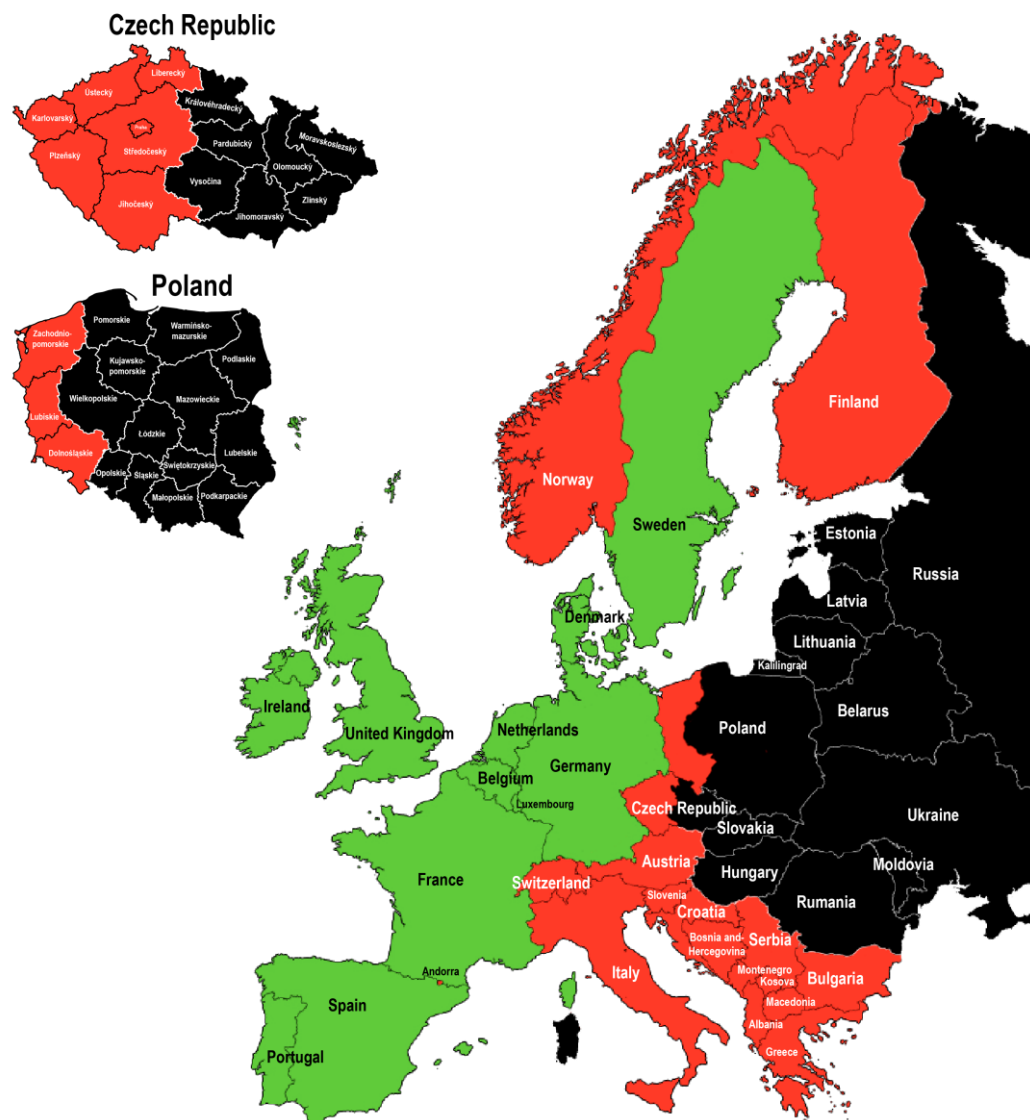 Czech Republic
Liberecký
Ústecký
Karlovarský
Královéhradecký
Moravskoslezský
Pardubický
Středočeský
Plzeňský
Olomoucký
Vysočina
Zlínský
Jihočeský
Jihomoravský
Poland
Pomorskie
Warmińsko-
mazurskie
Zachodnio-
pomorskie
Kujawsko-
pomorskie
Podlaskie
Wielkopolskie
Mazowieckie
Lubiskie
Łódzkie
Dolnośląskie
Lubelskie
Opolskie
Śląskie
Świętokrzyskie
Małopolskie
Podkarpackie
Finland
Norway
Sweden
Estonia
Russia
Latvia
Denmark
Lithuania
Kalilingrad
Ireland
Belarus
United Kingdom
Netherlands
Poland
Germany
Belgium
Luxembourg
Czech Republic
Ukraine
Slovakia
Austria
Moldovia
Hungary
France
Switzerland
Slovenia
Rumania
Croatia
Bosnia and-
Hercegovina
Serbia
Andorra
Italy
Montenegro
Kosova
Bulgaria
Macedonia
Spain
Albania
Portugal
Greece